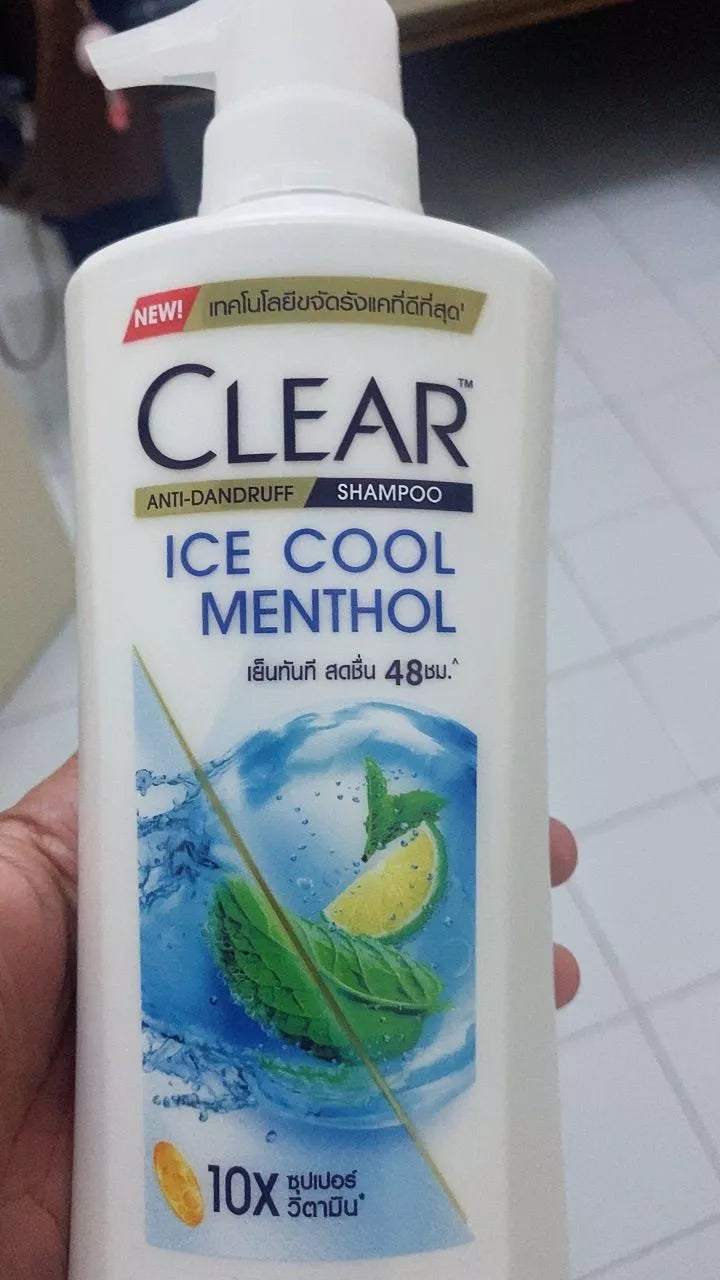 NEW! เทคโนโลยีขจัดรังแคที่ดีที่สุด¹
CLEAR™
ANTI-DANDRUFF SHAMPOO
ICE COOL
MENTHOL
เย็นทันที สดชื่น 48ชม.^
10X ซุปเปอร์
วิตามิน*